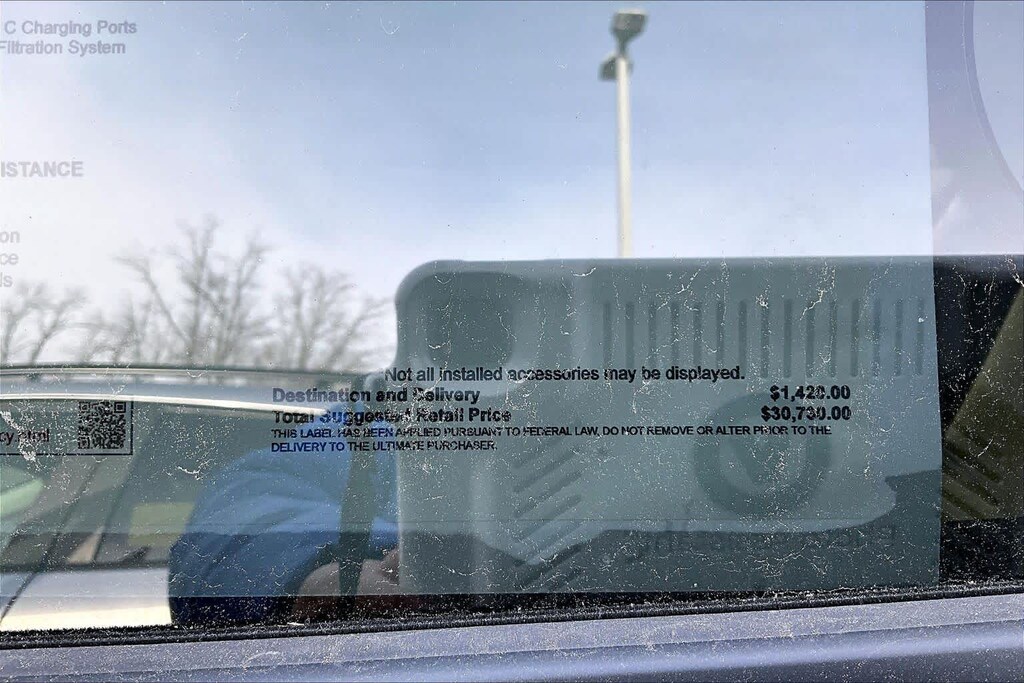 C Charging Ports
Filtration System
ISTANCE
on
ce
ls
Not all installed accessories may be displayed.
Destination and Delivery $1,420.00
Total Suggested Retail Price $30,730.00
THIS LABEL HAS BEEN APPLIED PURSUANT TO FEDERAL LAW, DO NOT REMOVE OR ALTER PRIOR TO THE
DELIVERY TO THE ULTIMATE PURCHASER.